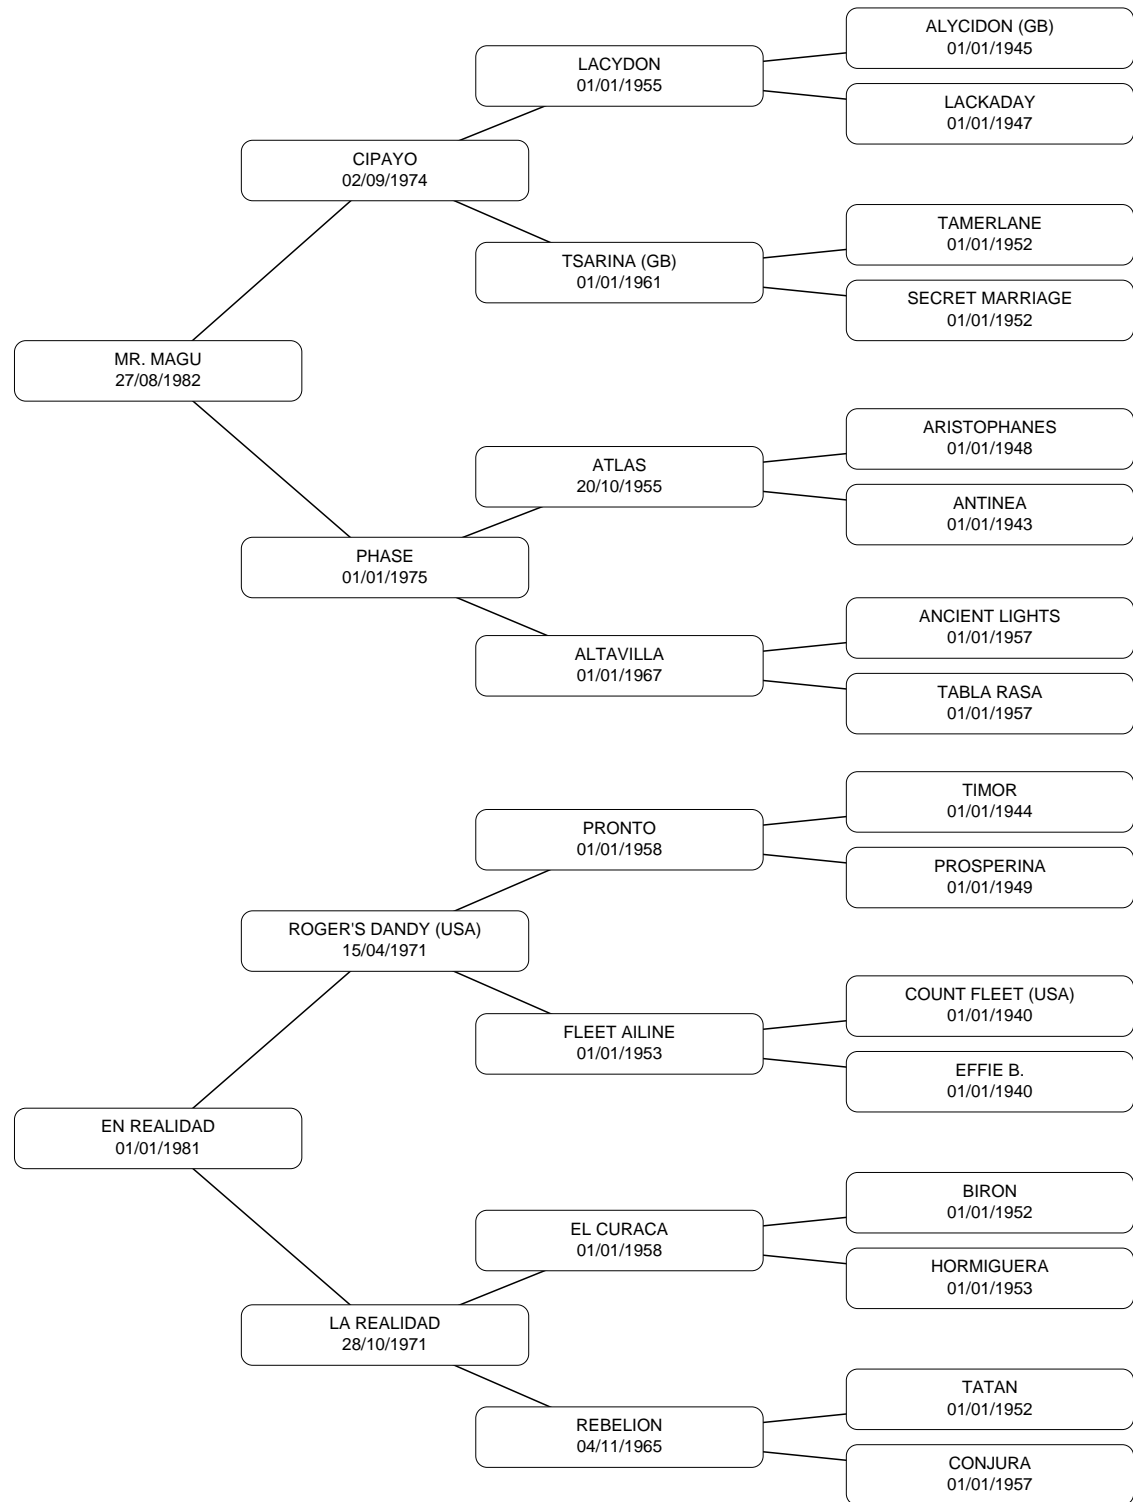 ALYCIDON (GB)
01/01/1945
LACYDON
01/01/1955
LACKADAY
01/01/1947
CIPAYO
02/09/1974
TAMERLANE
01/01/1952
TSARINA (GB)
01/01/1961
SECRET MARRIAGE
01/01/1952
MR. MAGU
27/08/1982
ARISTOPHANES
01/01/1948
ATLAS
20/10/1955
ANTINEA
01/01/1943
PHASE
01/01/1975
ANCIENT LIGHTS
01/01/1957
ALTAVILLA
01/01/1967
TABLA RASA
01/01/1957
TIMOR
01/01/1944
PRONTO
01/01/1958
PROSPERINA
01/01/1949
ROGER'S DANDY (USA)
15/04/1971
COUNT FLEET (USA)
01/01/1940
FLEET AILINE
01/01/1953
EFFIE B.
01/01/1940
EN REALIDAD
01/01/1981
BIRON
01/01/1952
EL CURACA
01/01/1958
HORMIGUERA
01/01/1953
LA REALIDAD
28/10/1971
TATAN
01/01/1952
REBELION
04/11/1965
CONJURA
01/01/1957